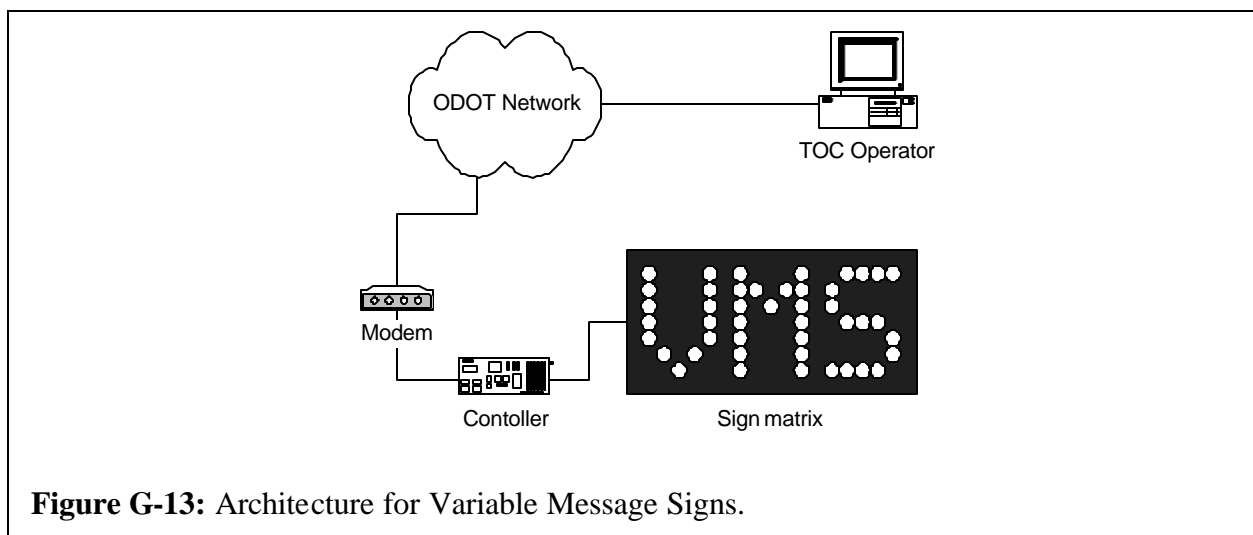 ODOT Network
TOC Operator
VMS
Modem
Contoller
Sign matrix
Figure G-13: Architecture for Variable Message Signs.